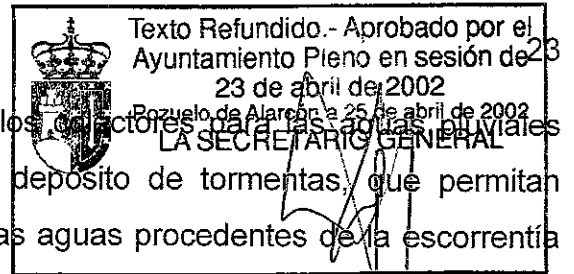 Texto Refundido.- Aprobado por el
Ayuntamiento Pleno en sesión de
23
23 de abril de 2002
Pozuelo de Alarcón a 25 de abril de 2002
LA SECRETARIO GENERAL
los colectores para las aguas pluviales
depósito de tormentas, que permitan
as aguas procedentes de la escorrentía